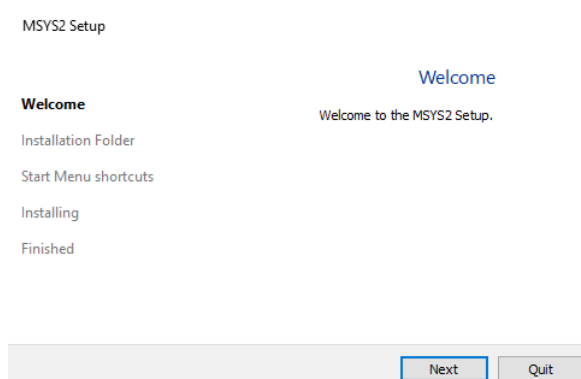 MSYS2 Setup
Welcome
Welcome to the MSYS2 Setup.
Welcome
Installation Folder
Start Menu shortcuts
Installing
Finished
Next
Quit